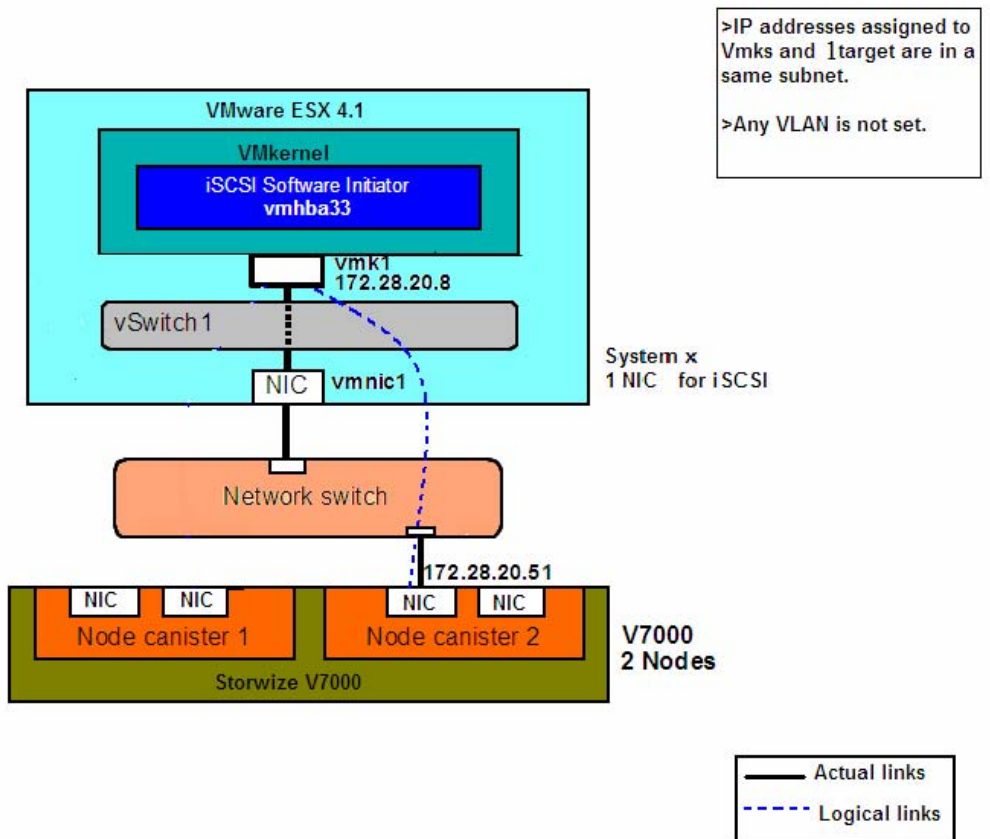 >IP addresses assigned to
Vmks and 1target are in a
same subnet.
>Any VLAN is not set.
VMware ESX 4.1
VMkernel
iSCSI Software Initiator
vmhba33
vmk1
172.28.20.8
vSwitch1
NIC
vmnic1
System x
1 NIC for iSCSI
Network switch
172.28.20.51
NIC
NIC
NIC
NIC
Node canister 1
Node canister 2
V7000
2 Nodes
Storwize V7000
Actual links
Logical links